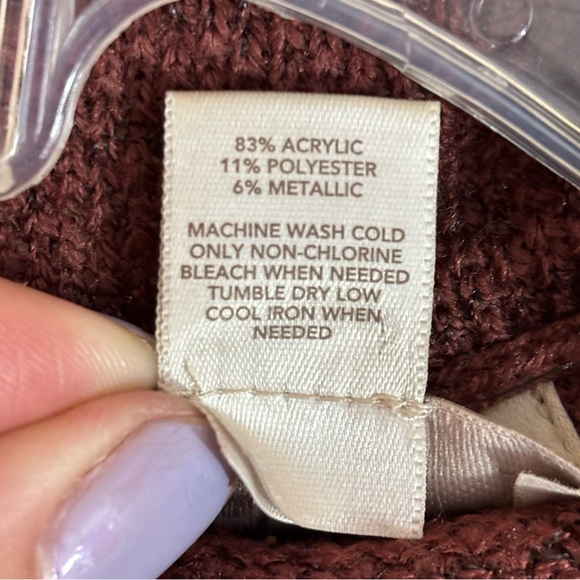 83% ACRYLIC
11% POLYESTER
6% METALLIC
MACHINE WASH COLD
ONLY NON-CHLORINE
BLEACH WHEN NEEDED
TUMBLE DRY LOW
COOL IRON WHEN
NEEDED